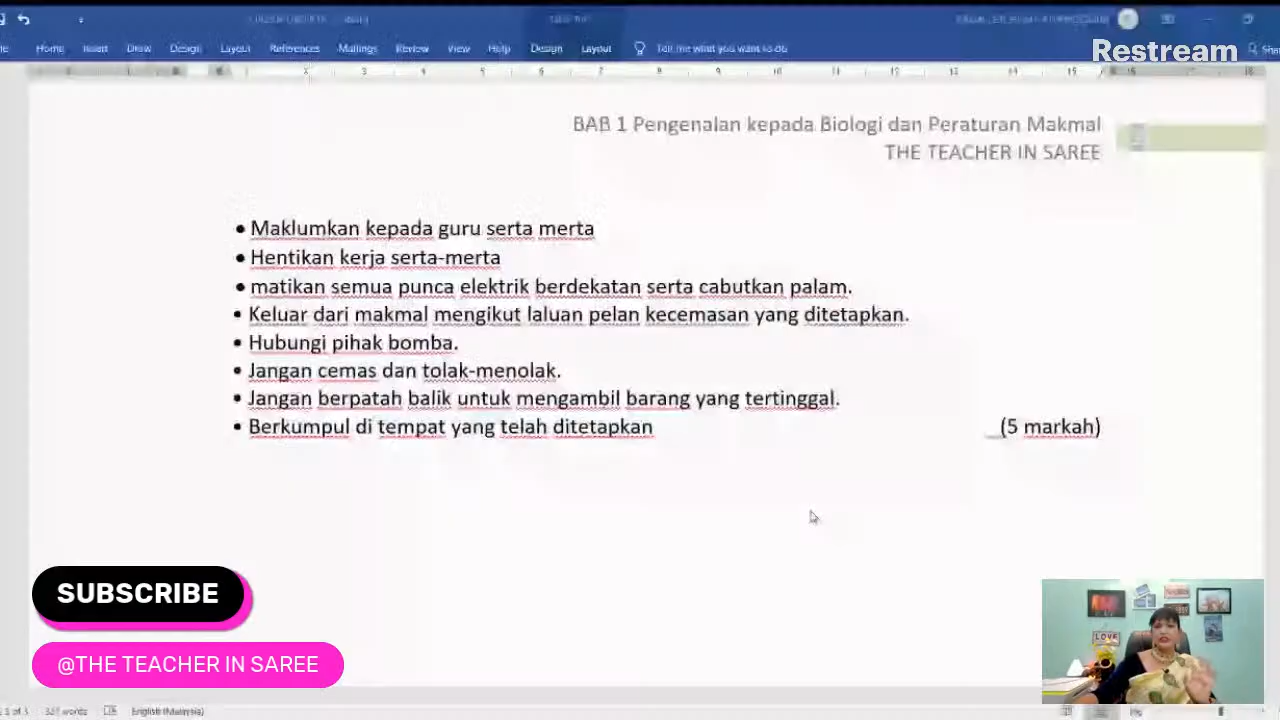 Home Insert Draw Design Layout References Mailings Review View Help Design Layout Tell me what you want to do
Restream
BAB 1 Pengenalan kepada Biologi dan Peraturan Makmal
THE TEACHER IN SAREE
• Maklumkan kepada guru serta merta
• Hentikan kerja serta-merta
• matikan semua punca elektrik berdekatan serta cabutkan palam.
• Keluar dari makmal mengikut laluan pelan kecemasan yang ditetapkan.
• Hubungi pihak bomba.
• Jangan cemas dan tolak-menolak.
• Jangan berpatah balik untuk mengambil barang yang tertinggal.
• Berkumpul di tempat yang telah ditetapkan (5 markah)
SUBSCRIBE
@THE TEACHER IN SAREE
LOVE
words English (Malaysia)